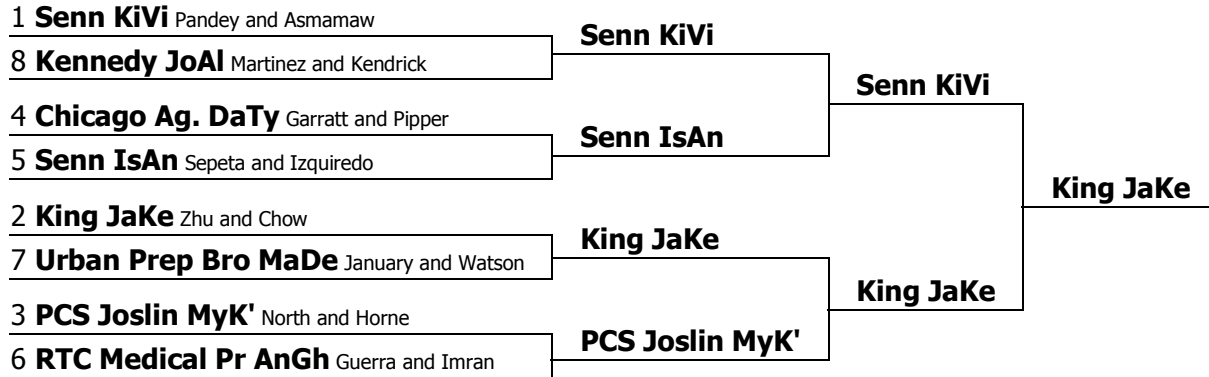 1 Senn KiVi Pandey and Asmamaw
8 Kennedy JoAl Martinez and Kendrick
4 Chicago Ag. DaTy Garratt and Pipper
5 Senn IsAn Sepeta and Izquiredo
2 King JaKe Zhu and Chow
7 Urban Prep Bro MaDe January and Watson
3 PCS Joslin MyK' North and Horne
6 RTC Medical Pr AnGh Guerra and Imran
Senn KiVi
Senn IsAn
King JaKe
PCS Joslin MyK'
Senn KiVi
King JaKe
King JaKe